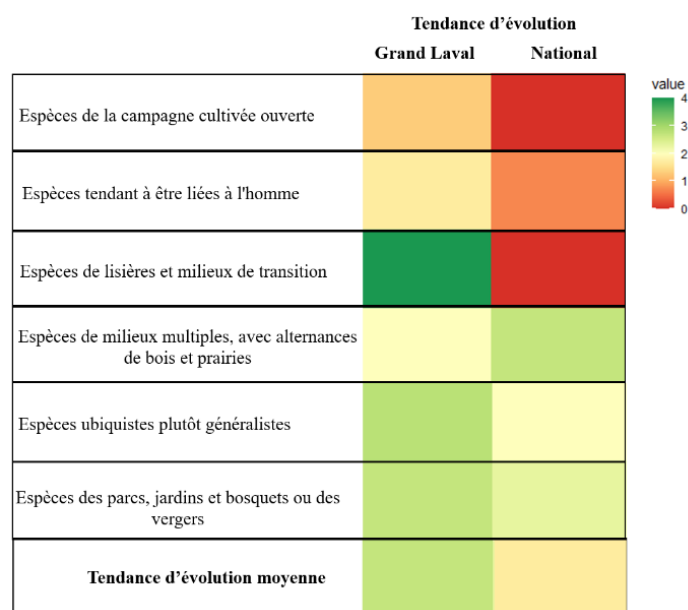 Tendance d’évolution
Grand Laval National
value
4
3
2
1
0
Espèces de la campagne cultivée ouverte
Espèces tendant à être liées à l'homme
Espèces de lisières et milieux de transition
Espèces de milieux multiples, avec alternances
de bois et prairies
Espèces ubiquistes plutôt généralistes
Espèces des parcs, jardins et bosquets ou des
vergers
Tendance d’évolution moyenne